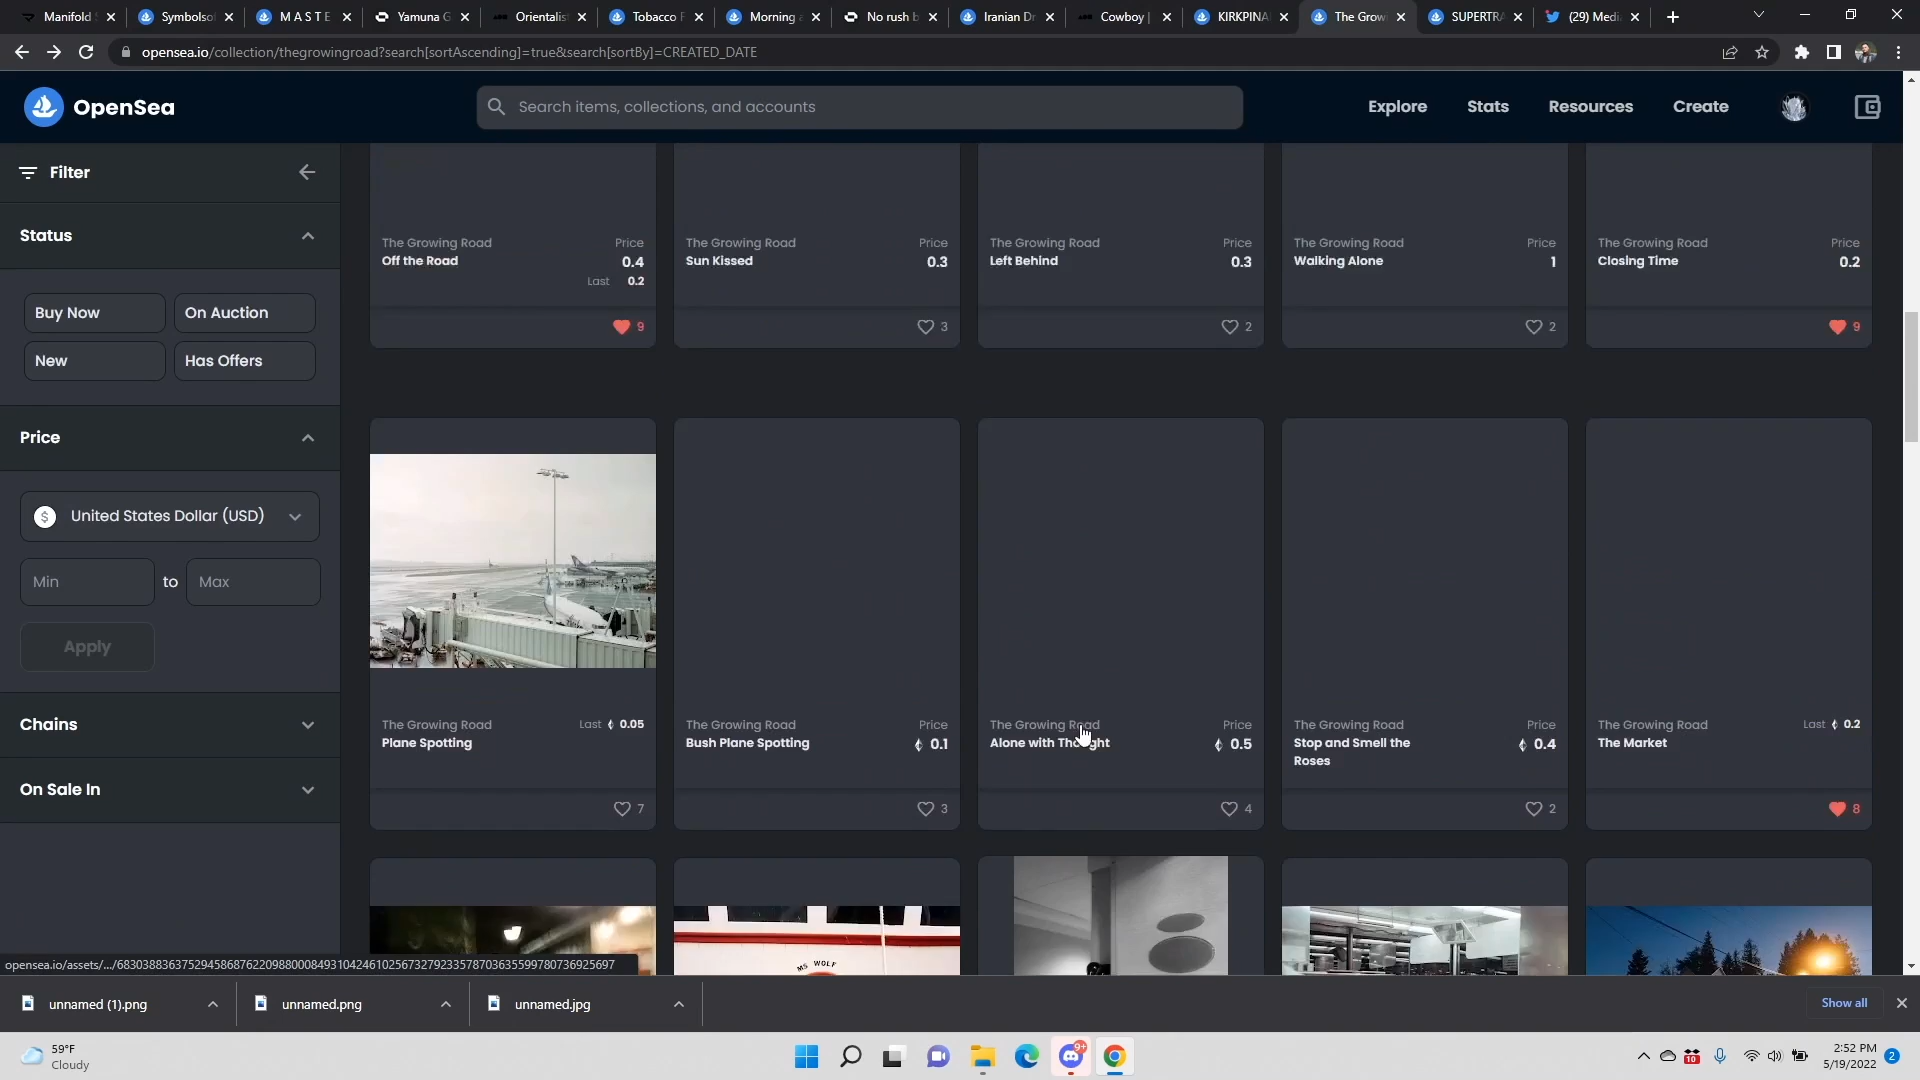 Manifold
Symbolsof
M A S T E
Yamuna G
Orientalis
Tobacco F
Morning a
No rush b
Iranian Dr
Cowboy |
KIRKPINA
The Growi
SUPERTRA
(29) Medi
opensea.io/collection/thegrowingroad?search[sortAscending]=true&search[sortBy]=CREATED_DATE
OpenSea
Search items, collections, and accounts
Explore
Stats
Resources
Create
Filter
Status
Buy Now
On Auction
New
Has Offers
Price
$
United States Dollar (USD)
Min
to
Max
Apply
Chains
On Sale In
The Growing Road Price
Off the Road 0.4
Last 0.2
9
The Growing Road Price
Sun Kissed 0.3
3
The Growing Road Price
Left Behind 0.3
2
The Growing Road Price
Walking Alone 1
2
The Growing Road Price
Closing Time 0.2
9
The Growing Road Last 0.05
Plane Spotting
7
The Growing Road Price
Bush Plane Spotting 0.1
3
The Growing Road Price
Alone with Thought 0.5
4
The Growing Road Price
Stop and Smell the 0.4
Roses
2
The Growing Road Last 0.2
The Market
8
MS WOLF
opensea.io/assets/.../68303883637529458687622098800084931042461025673279233578703635599780736925697
unnamed (1).png
unnamed.png
unnamed.jpg
Show all
59°F
Cloudy
9+
10
2:52 PM
5/19/2022
2